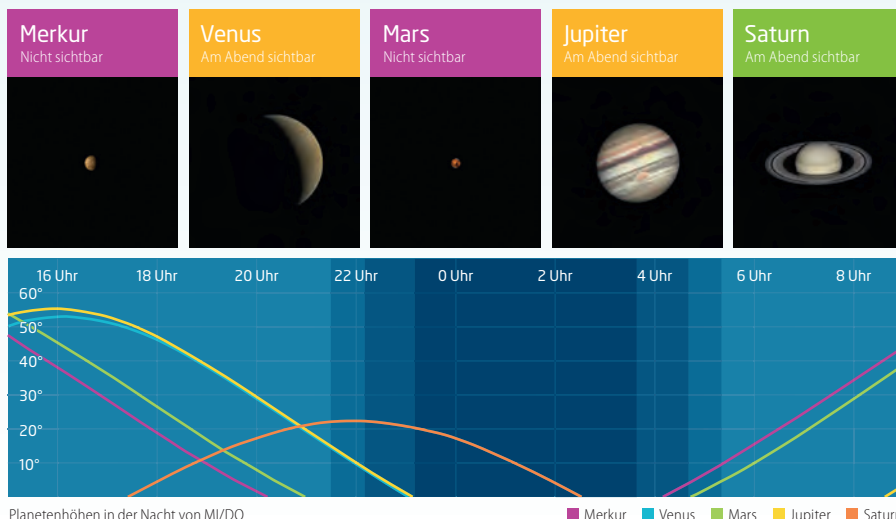 Merkur
Nicht sichtbar
Venus
Am Abend sichtbar
Mars
Nicht sichtbar
Jupiter
Am Abend sichtbar
Saturn
Am Abend sichtbar
16 Uhr 18 Uhr 20 Uhr 22 Uhr 0 Uhr 2 Uhr 4 Uhr 6 Uhr 8 Uhr
60°
50°
40°
30°
20°
10°
Planetenhöhen in der Nacht von MI/DO Merkur Venus Mars Jupiter Satur